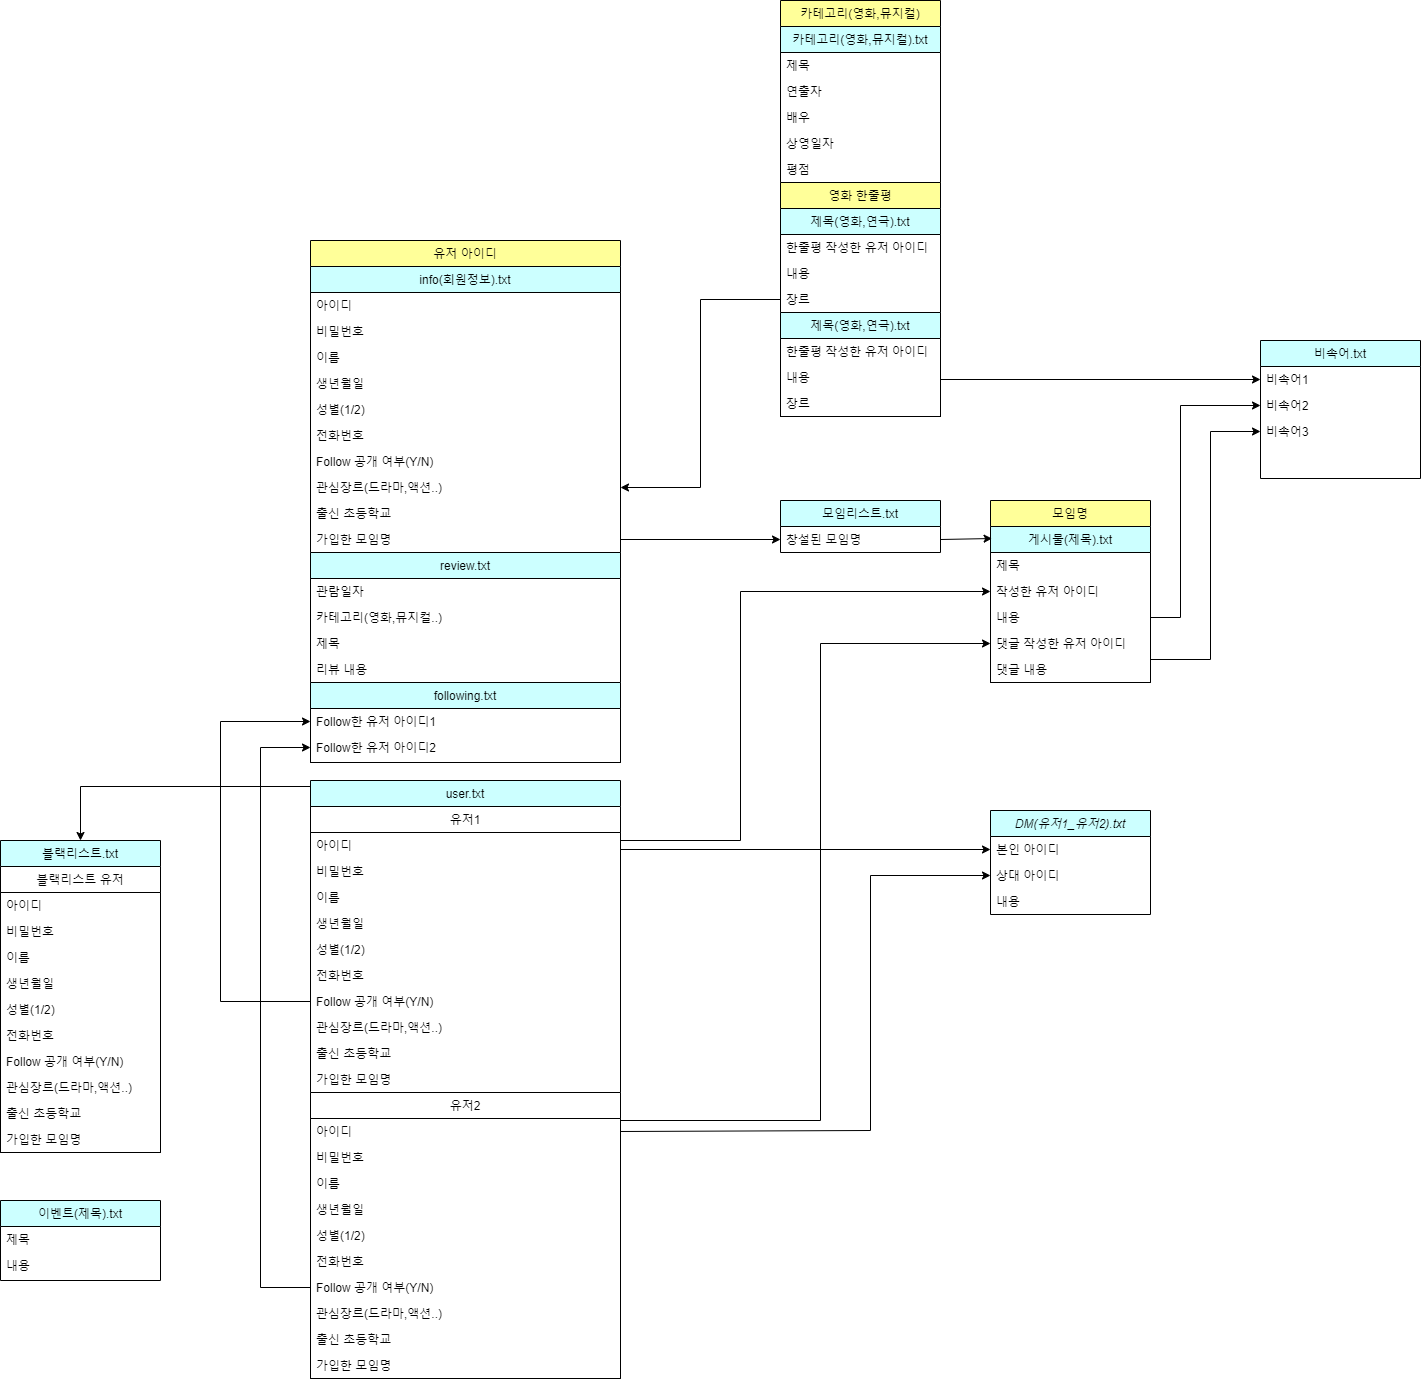 카테고리(영화,뮤지컬)
카테고리(영화,뮤지컬).txt
제목
연출자
배우
상영일자
평점
영화 한줄평
제목(영화,연극).txt
한줄평 작성한 유저 아이디
내용
장르
제목(영화,연극).txt
한줄평 작성한 유저 아이디
내용
장르
유저 아이디
info(회원정보).txt
아이디
비밀번호
이름
생년월일
성별(1/2)
전화번호
Follow 공개 여부(Y/N)
관심장르(드라마,액션..)
출신 초등학교
가입한 모임명
review.txt
관람일자
카테고리(영화,뮤지컬..)
제목
리뷰 내용
following.txt
Follow한 유저 아이디1
Follow한 유저 아이디2
비속어.txt
비속어1
비속어2
비속어3
모임리스트.txt
창설된 모임명
모임명
게시물(제목).txt
제목
작성한 유저 아이디
내용
댓글 작성한 유저 아이디
댓글 내용
user.txt
유저1
아이디
비밀번호
이름
생년월일
성별(1/2)
전화번호
Follow 공개 여부(Y/N)
관심장르(드라마,액션..)
출신 초등학교
가입한 모임명
유저2
아이디
비밀번호
이름
생년월일
성별(1/2)
전화번호
Follow 공개 여부(Y/N)
관심장르(드라마,액션..)
출신 초등학교
가입한 모임명
DM(유저1_유저2).txt
본인 아이디
상대 아이디
내용
블랙리스트.txt
블랙리스트 유저
아이디
비밀번호
이름
생년월일
성별(1/2)
전화번호
Follow 공개 여부(Y/N)
관심장르(드라마,액션..)
출신 초등학교
가입한 모임명
이벤트(제목).txt
제목
내용